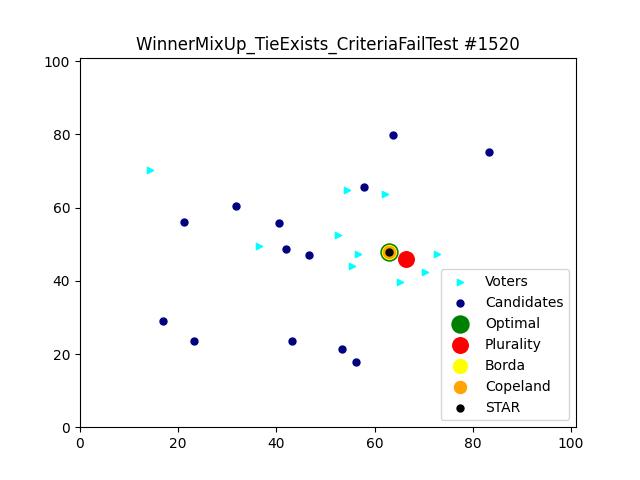 WinnerMixUp_TieExists_CriteriaFailTest #1520
100
80
60
40
20
0
0 20 40 60 80 100
Voters
Candidates
Optimal
Plurality
Borda
Copeland
STAR